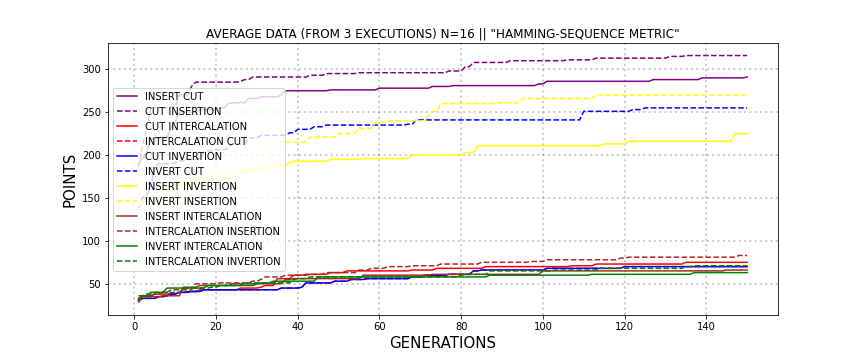 AVERAGE DATA (FROM 3 EXECUTIONS) N=16 || "HAMMING-SEQUENCE METRIC"
300
250
200
150
100
50
POINTS
INSERT CUT
CUT INSERTION
CUT INTERCALATION
INTERCALATION CUT
CUT INVERTION
INVERT CUT
INSERT INVERTION
INVERT INSERTION
INSERT INTERCALATION
INTERCALATION INSERTION
INVERT INTERCALATION
INTERCALATION INVERTION
0 20 40 60 80 100 120 140
GENERATIONS